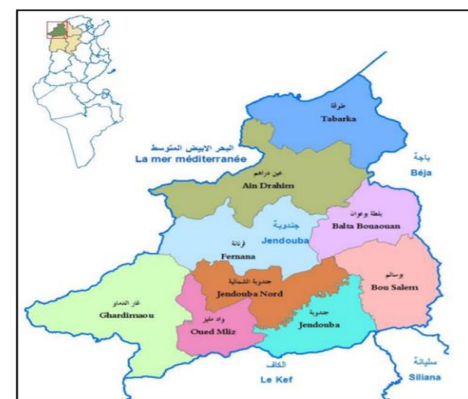 طبرقة
Tabarka
البحر الابيض المتوسط
La mer méditerranée
باجة
Béja
عين دراهم
Ain Drahim
بلطة بوعوان
Balta Bouaouan
جندوبة
Jendouba
فرنانة
Fernana
بوسالم
Bou Salem
جندوبة الشمالية
Jendouba Nord
غار الدماء
Ghardimaou
واد مليز
Oued Mliz
جندوبة
Jendouba
سليانة
Siliana
الكاف
Le Kef